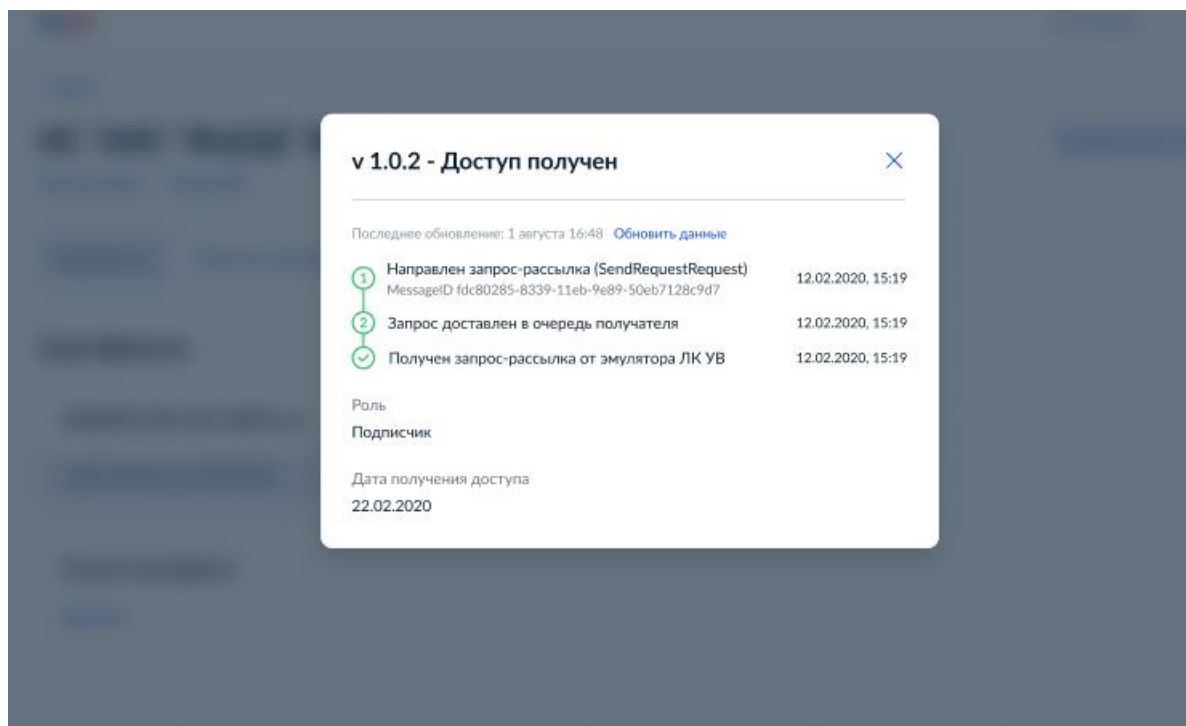 v 1.0.2 - Доступ получен
Последнее обновление: 1 августа 16:48 Обновить данные
1 Направлен запрос-рассылка (SendRequestRequest) 12.02.2020, 15:19
MessageID fdc80285-8339-11eb-9e89-50eb7128c9d7
2 Запрос доставлен в очередь получателя 12.02.2020, 15:19
Получен запрос-рассылка от эмулятора ЛК УВ 12.02.2020, 15:19
Роль
Подписчик
Дата получения доступа
22.02.2020